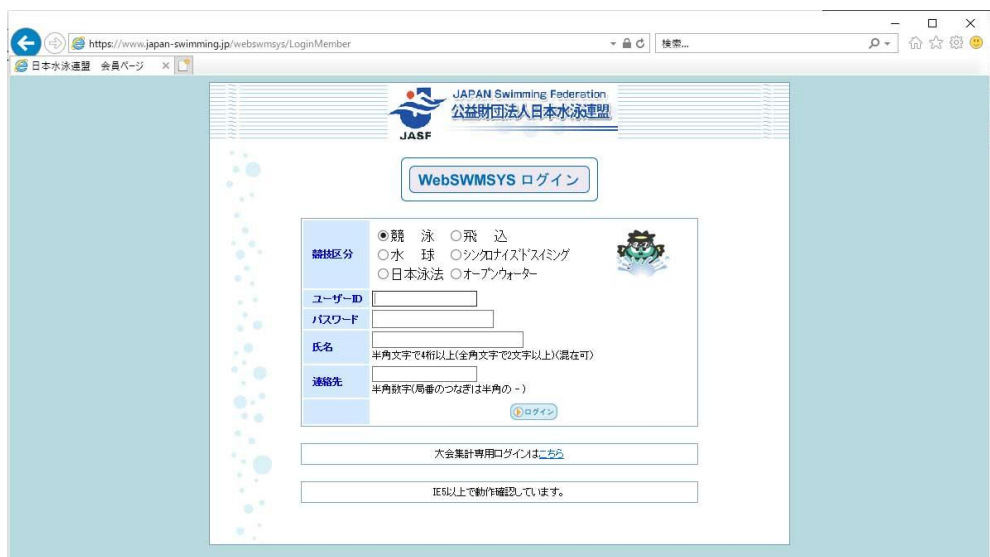 https://www.japan-swimming.jp/webswmsys/LoginMember
検索...
日本水泳連盟 会員ページ
JAPAN Swimming Federation
公益財団法人日本水泳連盟
JASF
WebSWMSYS ログイン
競技区分
競 泳 飛 込
水 球 シンクロナイズドスイミング
日本泳法 オープンウォーター
ユーザーID
パスワード
氏名
半角文字で4桁以上(全角文字で2文字以上)(混在可)
連絡先
半角数字(局番のつなぎは半角の - )
ログイン
大会集計専用ログインはこちら
IE5以上で動作確認しています。